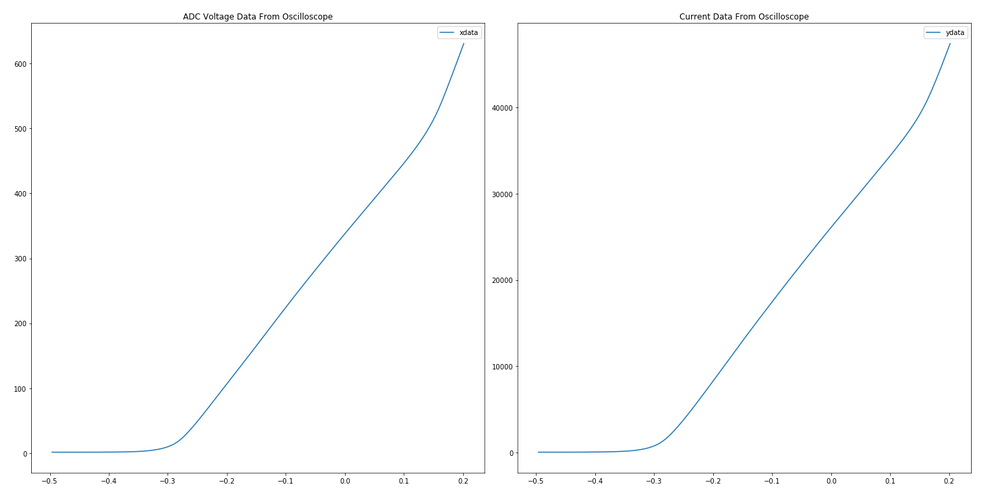 ADC Voltage Data From Oscilloscope
xdata
600
500
400
300
200
100
0
−0.5 −0.4 −0.3 −0.2 −0.1 0.0 0.1 0.2
Current Data From Oscilloscope
ydata
40000
30000
20000
10000
0
−0.5 −0.4 −0.3 −0.2 −0.1 0.0 0.1 0.2